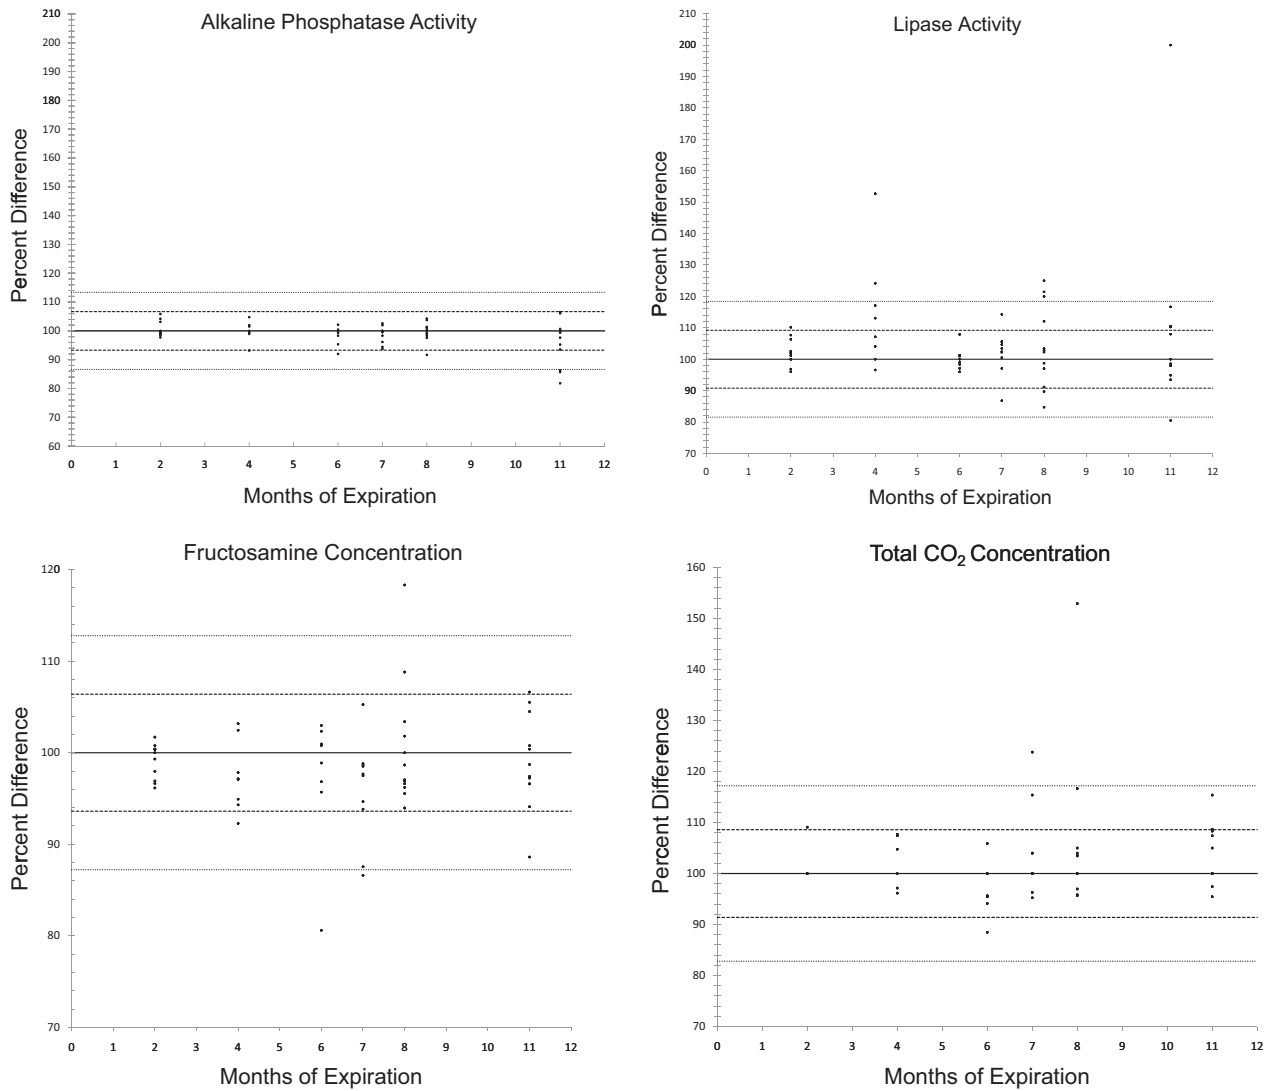 Alkaline Phosphatase Activity
Percent Difference
210
200
190
180
170
160
150
140
130
120
110
100
90
80
70
60
0 1 2 3 4 5 6 7 8 9 10 11 12
Months of Expiration
Lipase Activity
Percent Difference
210
200
190
180
170
160
150
140
130
120
110
100
90
80
70
0 1 2 3 4 5 6 7 8 9 10 11 12
Months of Expiration
Fructosamine Concentration
Percent Difference
120
110
100
90
80
70
0 1 2 3 4 5 6 7 8 9 10 11 12
Months of Expiration
Total CO₂ Concentration
Percent Difference
160
150
140
130
120
110
100
90
80
70
0 1 2 3 4 5 6 7 8 9 10 11 12
Months of Expiration